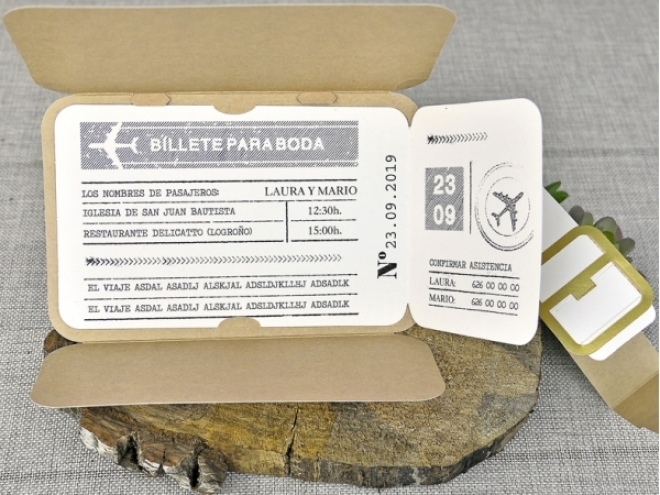 BILLETE PARA BODA
LOS NOMBRES DE PASAJEROS: LAURA Y MARIO
IGLESIA DE SAN JUAN BAUTISTA 12:30h.
RESTAURANTE DELICATTO (LOGROÑO) 15:00h.
EL VIAJE ASDAL ASADLJ ALSKJAL ADSLDJKLLHJ ADSADLK
EL VIAJE ASDAL ASADLJ ALSKJAL ADSLDJKLLHJ ADSADLK
Nº 23.09.2019
23
09
CONFIRMAR ASISTENCIA
LAURA: 626 00 00 00
MARIO: 626 00 00 00